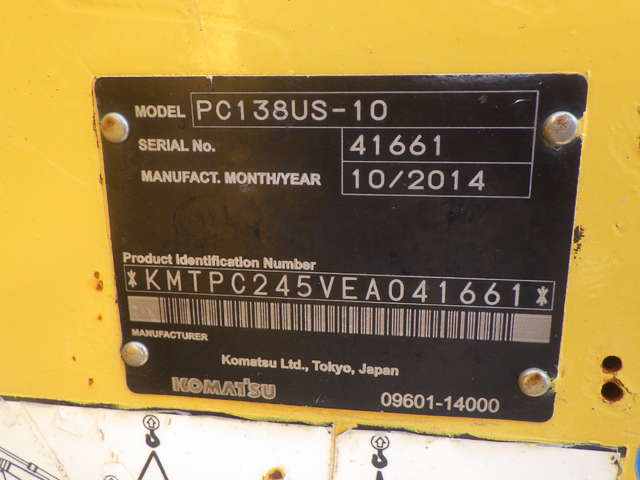 MODEL PC138US-10
SERIAL No. 41661
MANUFACT. MONTH/YEAR 10/2014
Product Identification Number
*KMTPC245VEA041661*
MANUFACTURER
Komatsu Ltd., Tokyo, Japan
KOMATSU
09601-14000